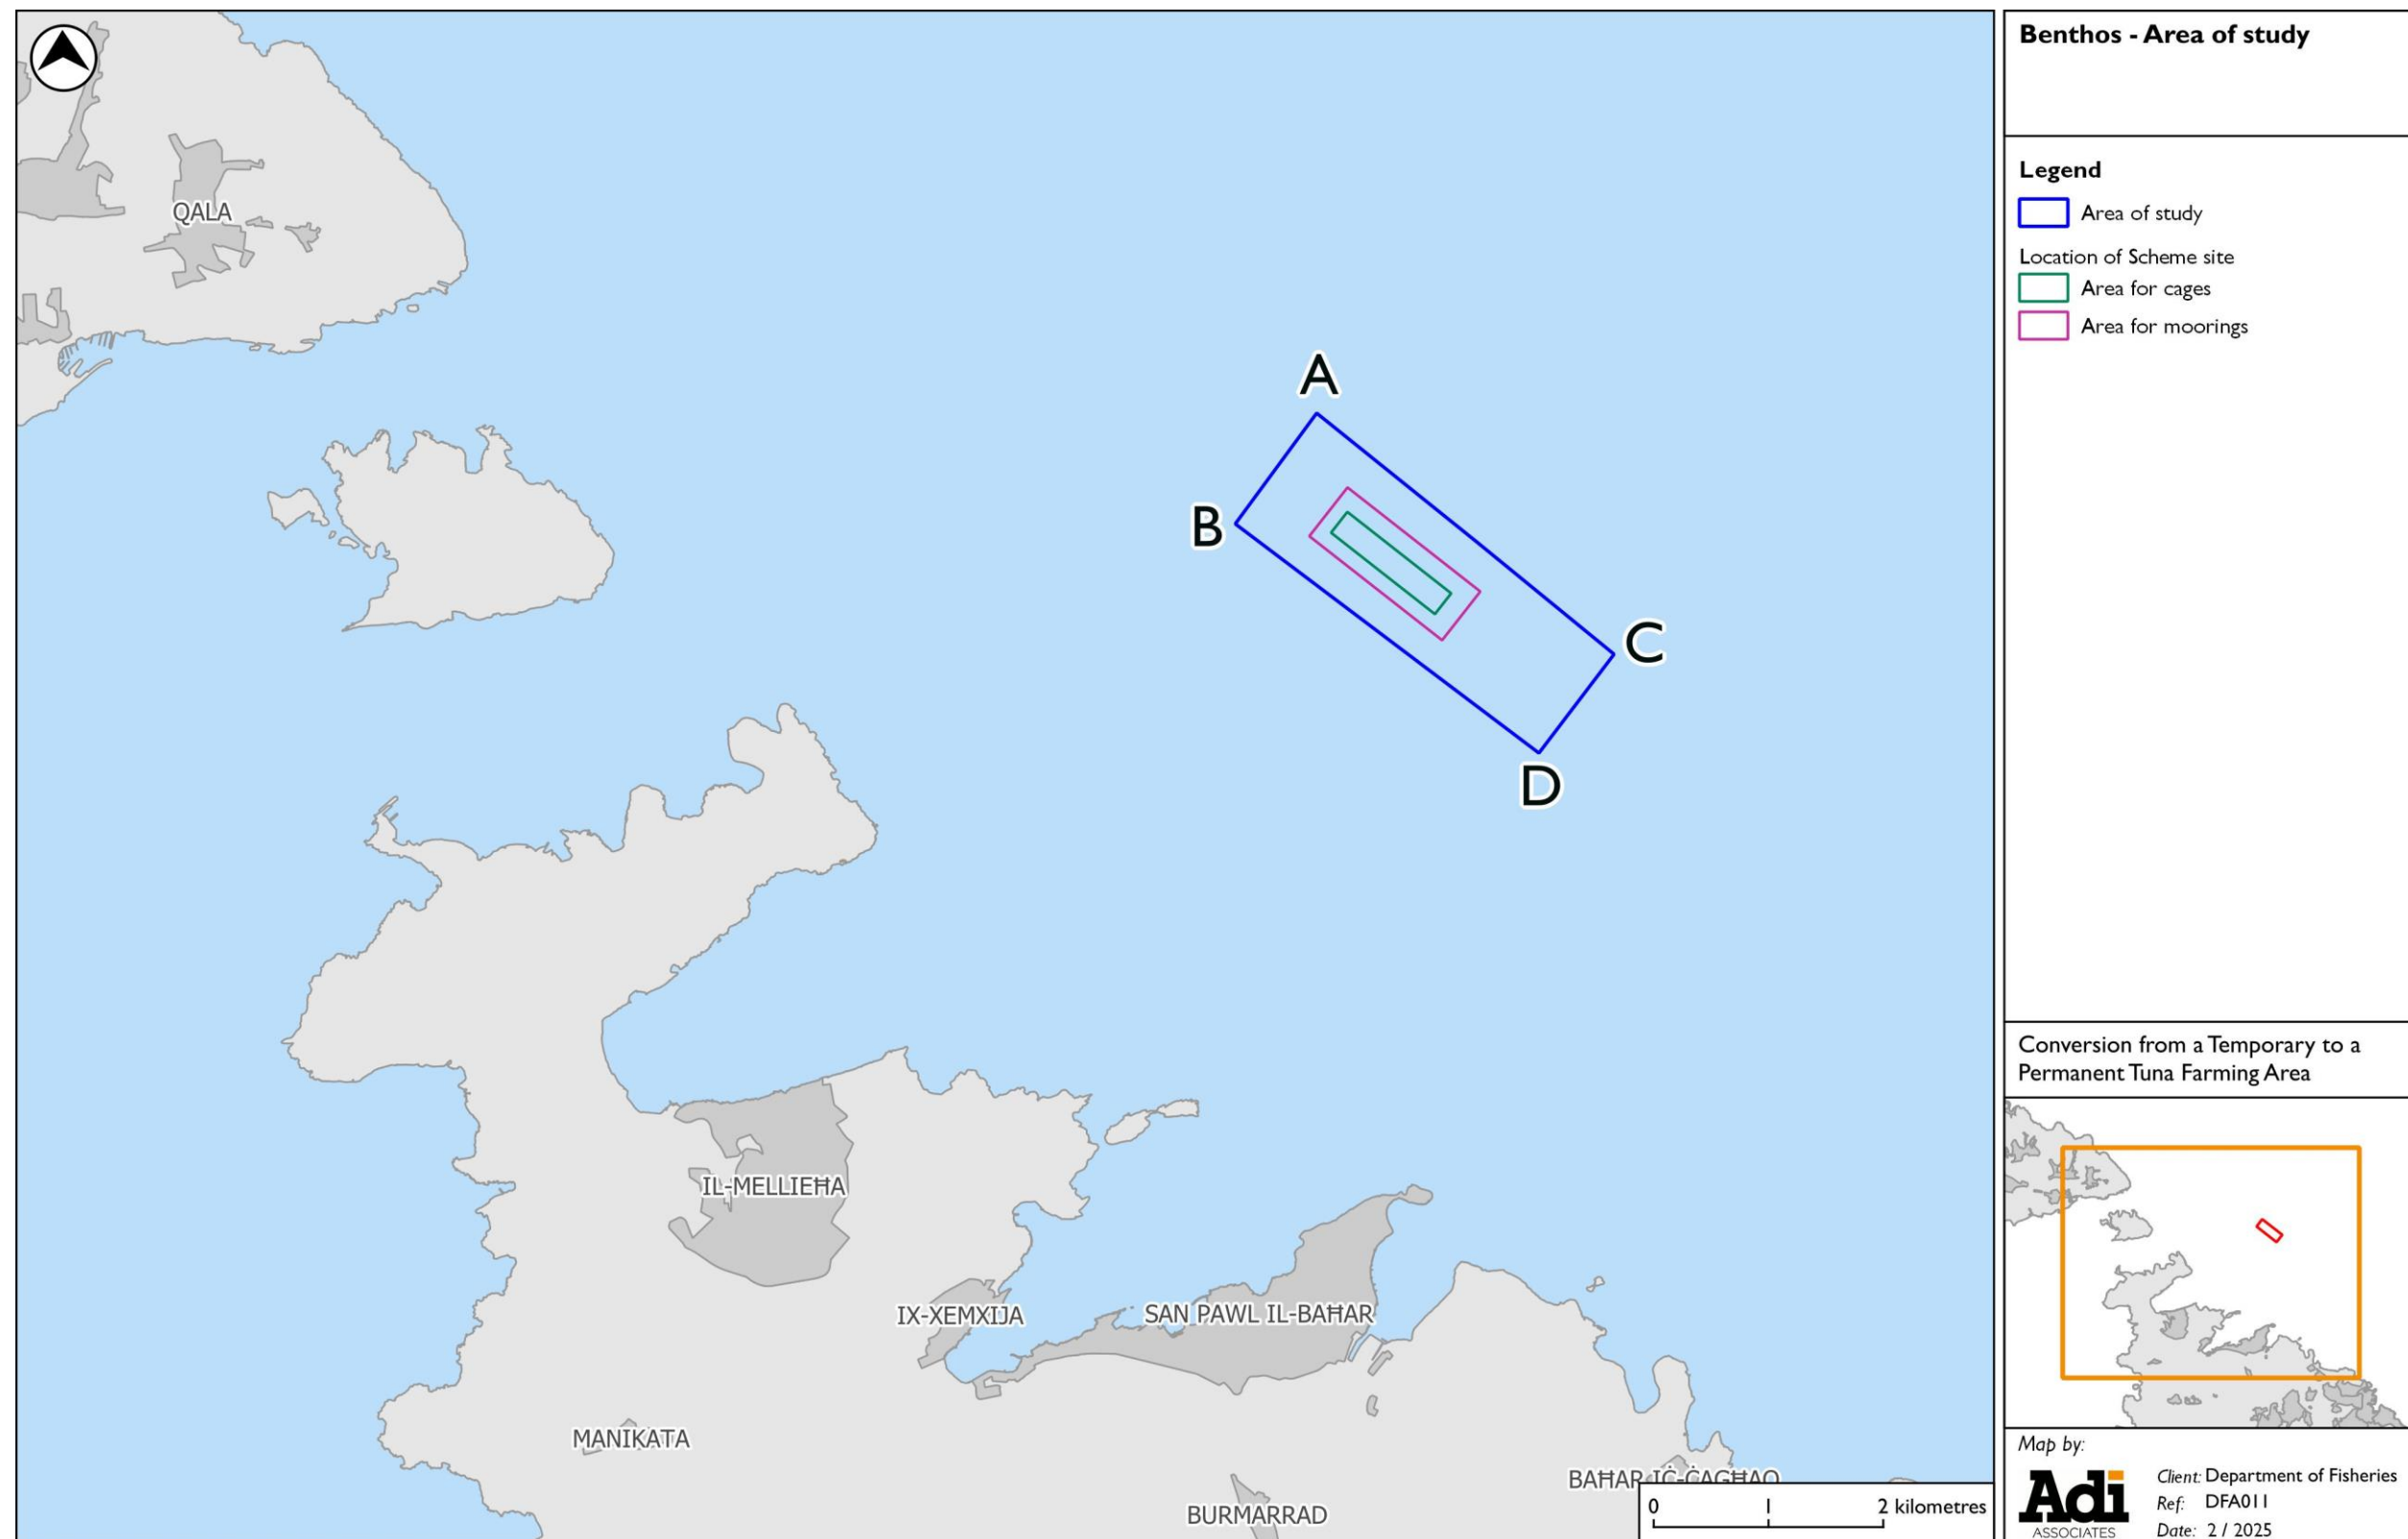 QALA
A
B
C
D
IL-MELLIEĦA
IX-XEMXIJA
SAN PAWL IL-BAĦAR
MANIKATA
BAĦAR IĊ-ĊAGĦAQ
BURMARRAD
0 1 2 kilometres
Benthos - Area of study
Legend
Area of study
Location of Scheme site
Area for cages
Area for moorings
Conversion from a Temporary to a
Permanent Tuna Farming Area
Map by:
Adi
ASSOCIATES
Client: Department of Fisheries
Ref: DFA011
Date: 2 / 2025